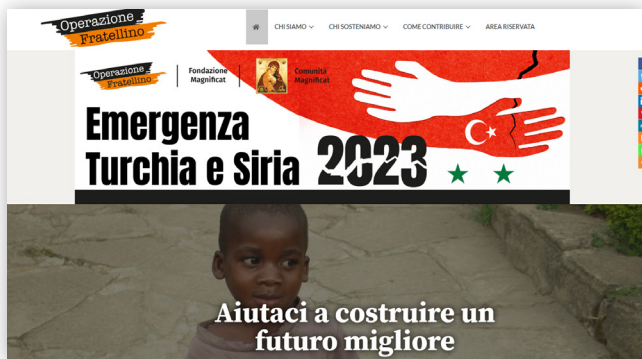 Operazione
Fratellino
CHI SIAMO
CHI SOSTENIAMO
COME CONTRIBUIRE
AREA RISERVATA
Operazione
Fratellino
Fondazione
Magnificat
Comunità
Magnificat
Emergenza
Turchia e Siria 2023
Aiutaci a costruire un
futuro migliore